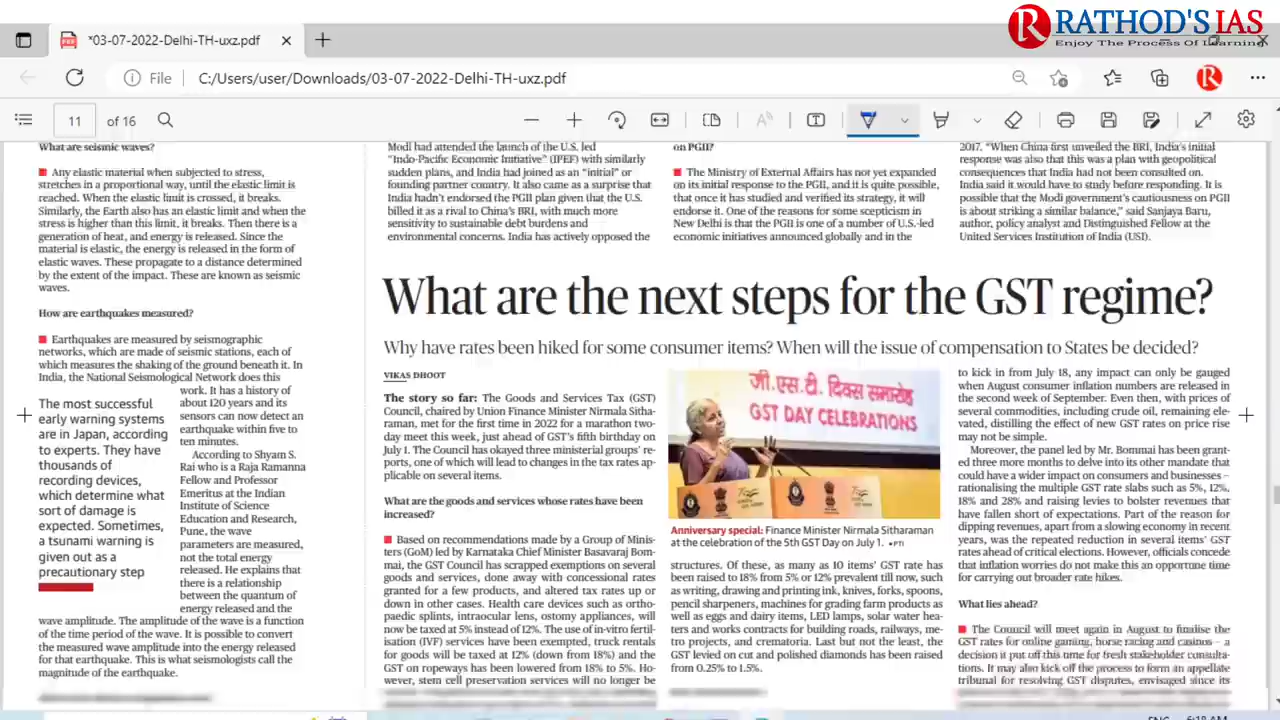 RATHOD'S IAS
Enjoy The Process Of Learning
*03-07-2022-Delhi-TH-uxz.pdf
File
C:/Users/user/Downloads/03-07-2022-Delhi-TH-uxz.pdf
11 of 16
What are seismic waves?
Any elastic material when subjected to stress,
stretches in a proportional way, until the elastic limit is
reached. When the elastic limit is crossed, it breaks.
Similarly, the Earth also has an elastic limit and when the
stress is higher than this limit, it breaks. Then there is a
generation of heat, and energy is released. Since the
material is elastic, the energy is released in the form of
elastic waves. These propagate to a distance determined
by the extent of the impact. These are known as seismic
waves.
How are earthquakes measured?
Earthquakes are measured by seismographic
networks, which are made of seismic stations, each of
which measures the shaking of the ground beneath it. In
India, the National Seismological Network does this
work. It has a history of
about 120 years and its
sensors can now detect an
earthquake within five to
ten minutes.
According to Shyam S.
Rai who is a Raja Ramanna
Fellow and Professor
Emeritus at the Indian
Institute of Science
Education and Research,
Pune, the wave
parameters are measured,
not the total energy
released. He explains that
there is a relationship
between the quantum of
energy released and the
wave amplitude. The amplitude of the wave is a function
of the time period of the wave. It is possible to convert
the measured wave amplitude into the energy released
for that earthquake. This is what seismologists call the
magnitude of the earthquake.
The most successful
early warning systems
are in Japan, according
to experts. They have
thousands of
recording devices,
which determine what
sort of damage is
expected. Sometimes,
a tsunami warning is
given out as a
precautionary step
Modi had attended the launch of the U.S. led
"Indo-Pacific Economic Initiative" (IPEF) with similarly
sudden plans, and India had joined as an "initial" or
founding partner country. It also came as a surprise that
India hadn't endorsed the PGII plan given that the U.S.
billed it as a rival to China's BRI, with much more
sensitivity to sustainable debt burdens and
environmental concerns. India has actively opposed the
on PGII?
The Ministry of External Affairs has not yet expanded
on its initial response to the PGII, and it is quite possible,
that once it has studied and verified its strategy, it will
endorse it. One of the reasons for some scepticism in
New Delhi is that the PGII is one of a number of U.S.-led
economic initiatives announced globally and in the
2017. "When China first unveiled the BRI, India's initial
response was also that this was a plan with geopolitical
consequences that India had not been consulted on.
India said it would have to study before responding. It is
possible that the Modi government's cautiousness on PGII
is about striking a similar balance," said Sanjaya Baru,
author, policy analyst and Distinguished Fellow at the
United Services Institution of India (USI).
What are the next steps for the GST regime?
Why have rates been hiked for some consumer items? When will the issue of compensation to States be decided?
VIKAS DHOOT
The story so far: The Goods and Services Tax (GST)
Council, chaired by Union Finance Minister Nirmala Sitha-
raman, met for the first time in 2022 for a marathon two-
day meet this week, just ahead of GST's fifth birthday on
July 1. The Council has okayed three ministerial groups' re-
ports, one of which will lead to changes in the tax rates ap-
plicable on several items.
What are the goods and services whose rates have been
increased?
Based on recommendations made by a Group of Minis-
ters (GoM) led by Karnataka Chief Minister Basavaraj Bom-
mai, the GST Council has scrapped exemptions on several
goods and services, done away with concessional rates
granted for a few products, and altered tax rates up or
down in other cases. Health care devices such as ortho-
paedic splints, intraocular lens, ostomy appliances, will
now be taxed at 5% instead of 12%. The use of in-vitro fertil-
isation (IVF) services have been exempted, truck rentals
for goods will be taxed at 12% (down from 18%) and the
GST on ropeways has been lowered from 18% to 5%. Ho-
wever, stem cell preservation services will no longer be
जी.एस.टी. दिवस समारोह
GST DAY CELEBRATIONS
Anniversary special: Finance Minister Nirmala Sitharaman
at the celebration of the 5th GST Day on July 1. • PTI
structures. Of these, as many as 10 items' GST rate has
been raised to 18% from 5% or 12% prevalent till now, such
as writing, drawing and printing ink, knives, forks, spoons,
pencil sharpeners, machines for grading farm products as
well as eggs and dairy items, LED lamps, solar water hea-
ters and works contracts for building roads, railways, me-
tro projects, and crematoria. Last but not the least, the
GST levied on cut and polished diamonds has been raised
from 0.25% to 1.5%.
to kick in from July 18, any impact can only be gauged
when August consumer inflation numbers are released in
the second week of September. Even then, with prices of
several commodities, including crude oil, remaining ele-
vated, distilling the effect of new GST rates on price rise
may not be simple.
Moreover, the panel led by Mr. Bommai has been grant-
ed three more months to delve into its other mandate that
could have a wider impact on consumers and businesses –
rationalising the multiple GST rate slabs such as 5%, 12%,
18% and 28% and raising levies to bolster revenues that
have fallen short of expectations. Part of the reason for
dipping revenues, apart from a slowing economy in recent
years, was the repeated reduction in several items' GST
rates ahead of critical elections. However, officials concede
that inflation worries do not make this an opportune time
for carrying out broader rate hikes.
What lies ahead?
The Council will meet again in August to finalise the
GST rates for online gaming, horse racing and casinos – a
decision it put off this time for fresh stakeholder consulta-
tions. It may also kick off the process to form an appellate
tribunal for resolving GST disputes, envisaged since its
ENG 6:18 AM